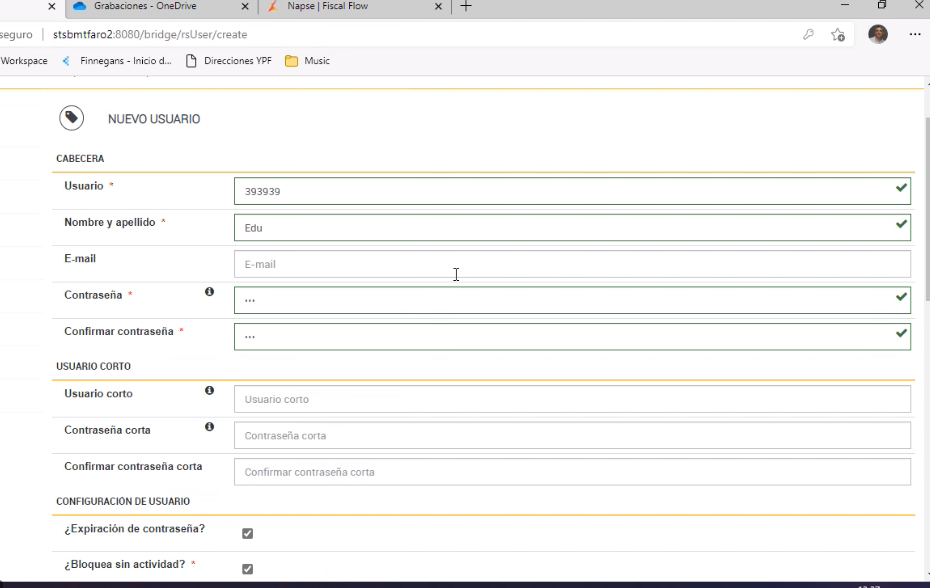 Grabaciones - OneDrive
Napse | Fiscal Flow
seguro
stsbmtfaro2:8080/bridge/rsUser/create
Workspace
Finnegans - Inicio d...
Direcciones YPF
Music
NUEVO USUARIO
CABECERA
Usuario *
393939
Nombre y apellido *
Edu
E-mail
E-mail
Contraseña *
•••
Confirmar contraseña *
•••
USUARIO CORTO
Usuario corto
Usuario corto
Contraseña corta
Contraseña corta
Confirmar contraseña corta
Confirmar contraseña corta
CONFIGURACIÓN DE USUARIO
¿Expiración de contraseña?
¿Bloquea sin actividad? *